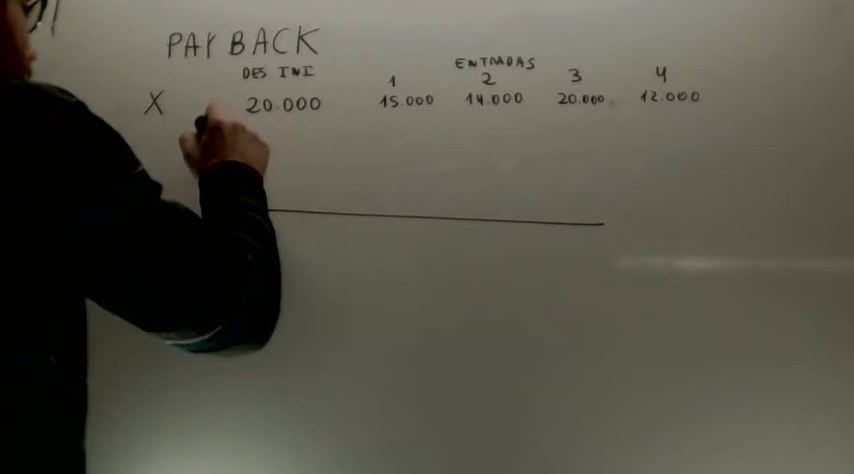 PAYBACK
DES INI ENTRADAS
1 2 3 4
X 20.000 15.000 14.000 20.000 12.000